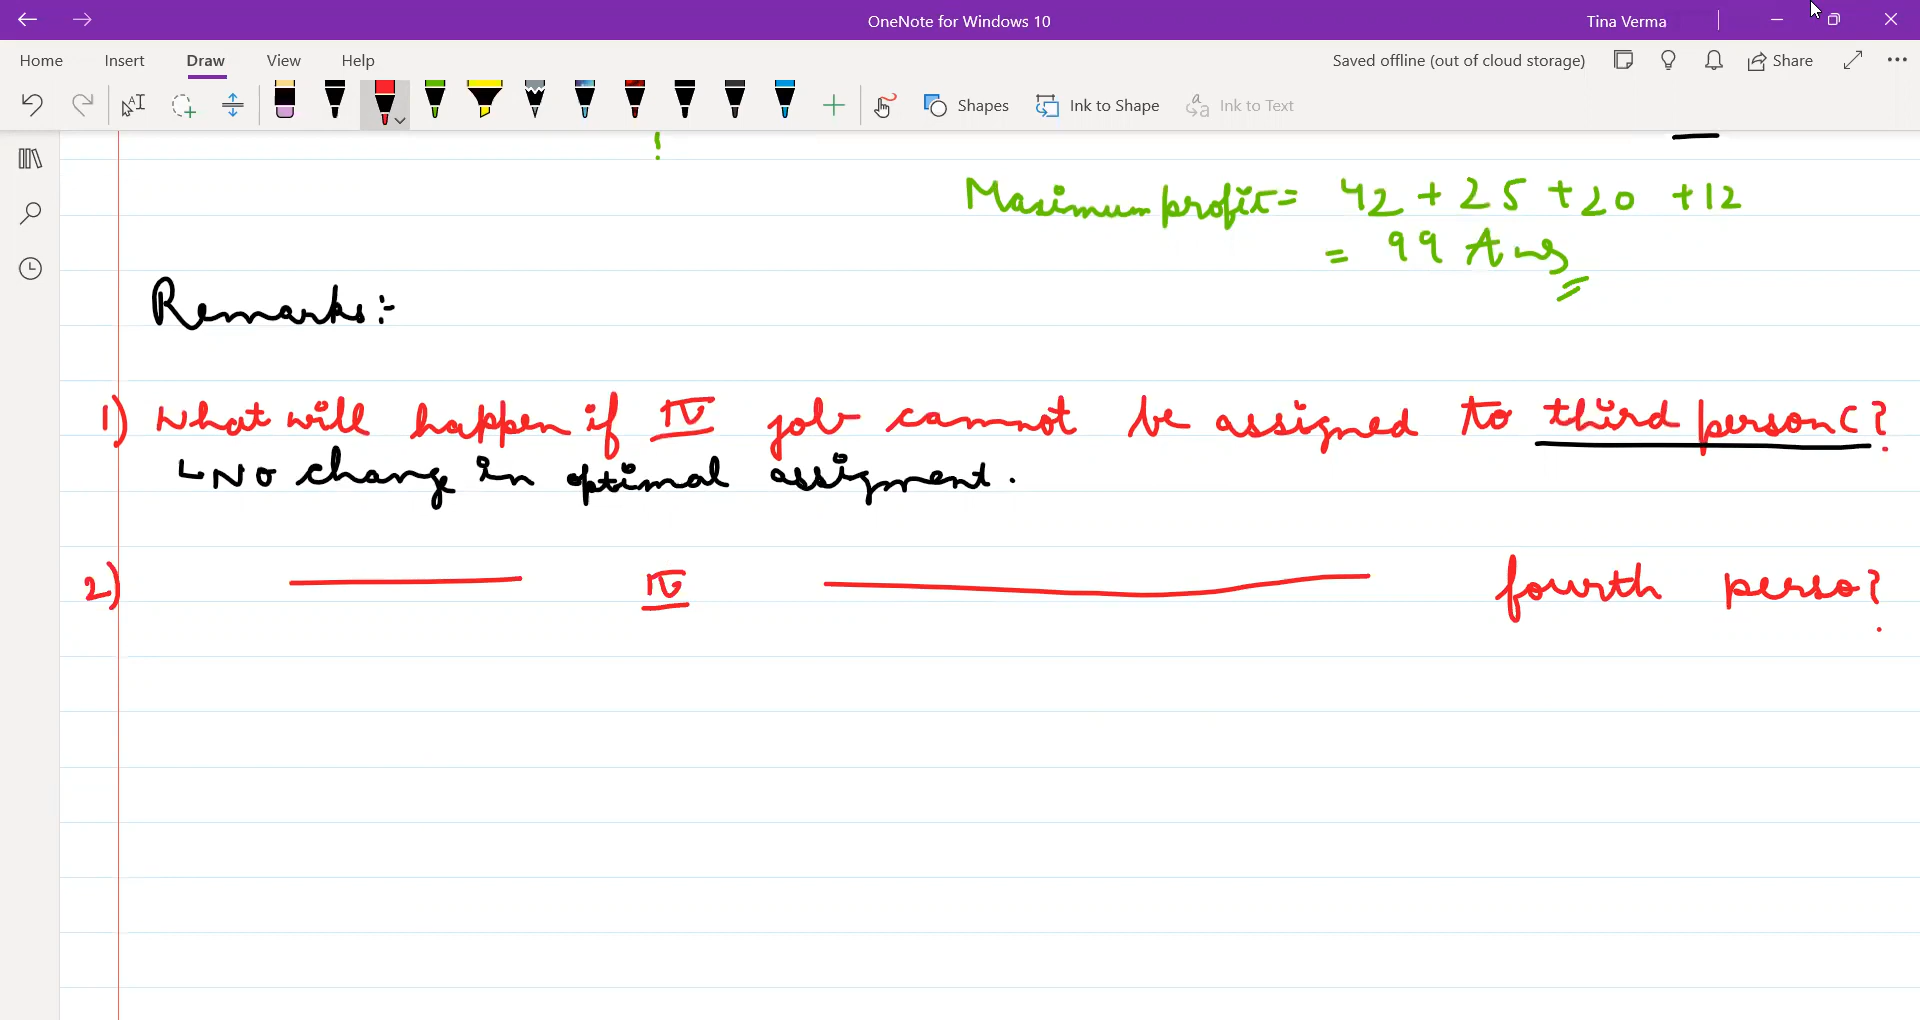 OneNote for Windows 10
Tina Verma
Home Insert Draw View Help
Saved offline (out of cloud storage)
Share
Shapes
Ink to Shape
Ink to Text
Maximum profit = 42 + 25 + 20 + 12
= 99 Ans
Remarks :-
1) What will happen if IV job cannot be assigned to third person C?
No change in optimal assignment.
2) IV fourth perso?